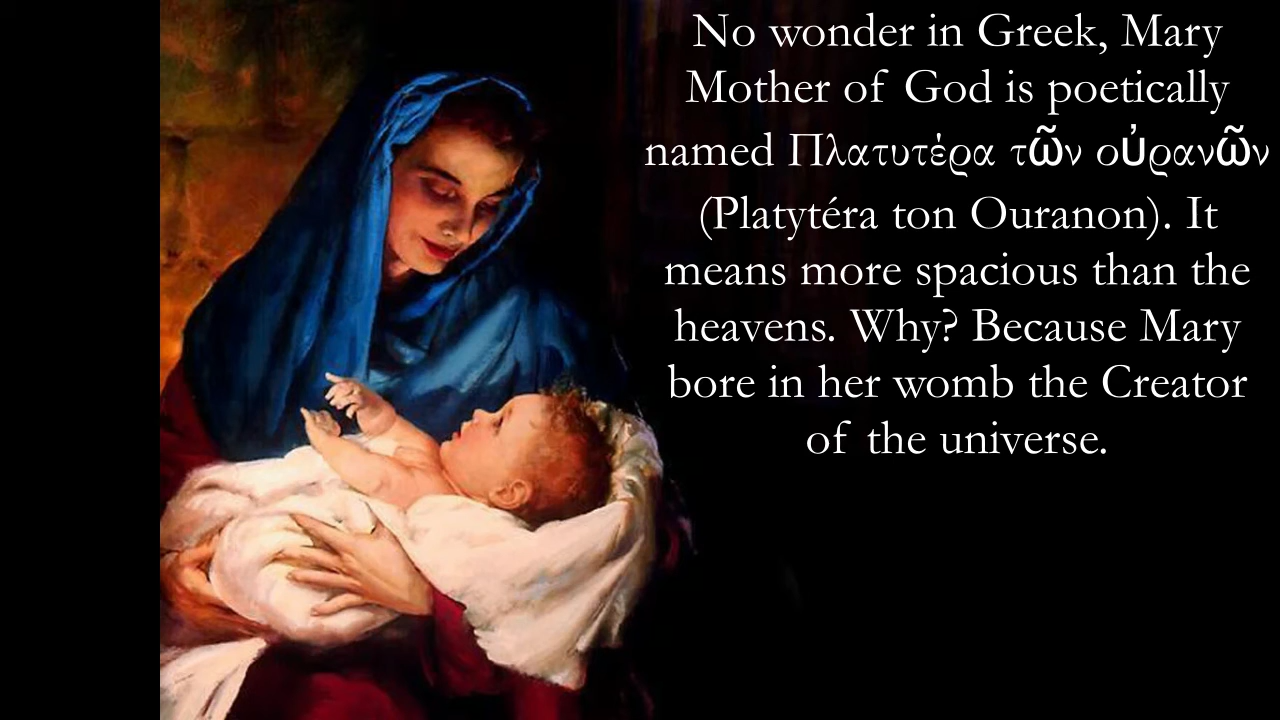 No wonder in Greek, Mary
Mother of God is poetically
named Πλατυτέρα τῶν οὐρανῶν
(Platytéra ton Ouranon). It
means more spacious than the
heavens. Why? Because Mary
bore in her womb the Creator
of the universe.